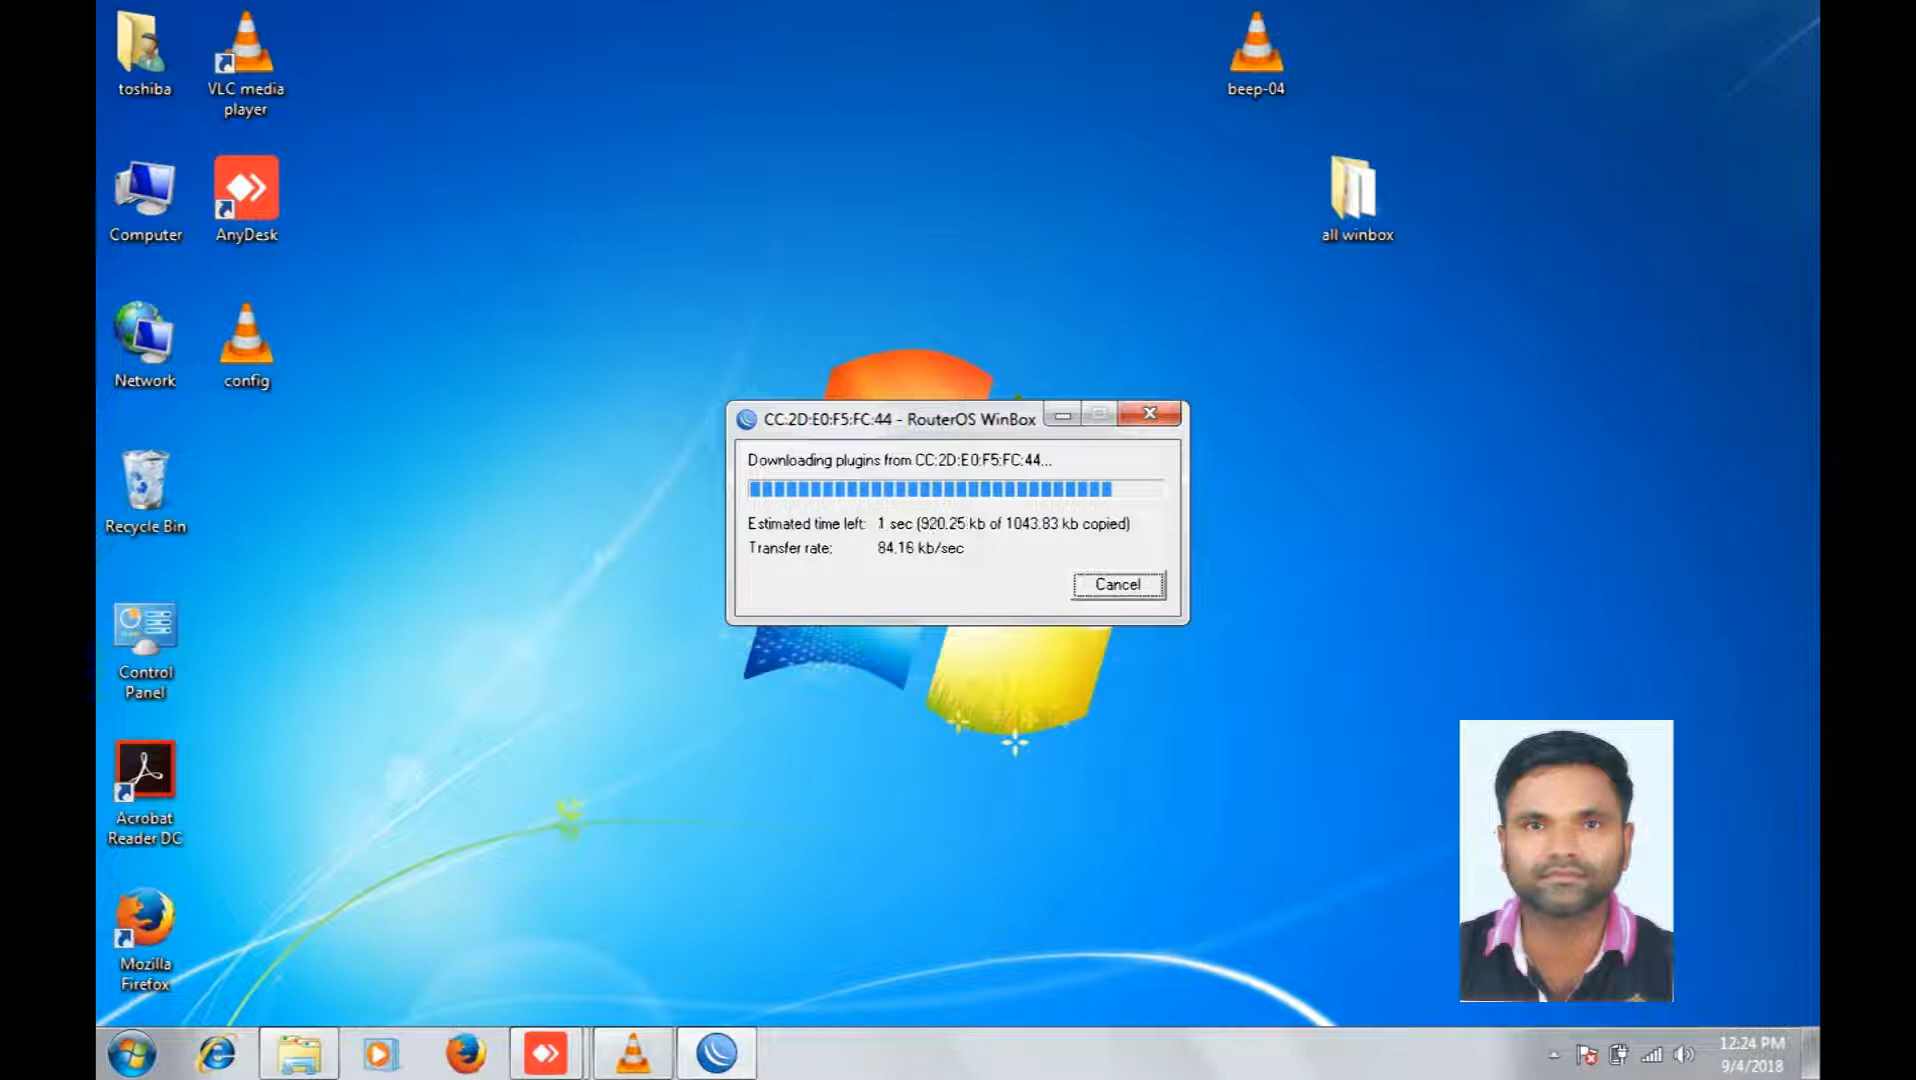 toshiba
VLC media
player
beep-04
Computer
AnyDesk
all winbox
Network
config
CC:2D:E0:F5:FC:44 - RouterOS WinBox
Downloading plugins from CC:2D:E0:F5:FC:44...
Estimated time left: 1 sec (920.25 kb of 1043.83 kb copied)
Transfer rate: 84.16 kb/sec
Cancel
Recycle Bin
Control
Panel
Acrobat
Reader DC
Mozilla
Firefox
12:24 PM
9/4/2018